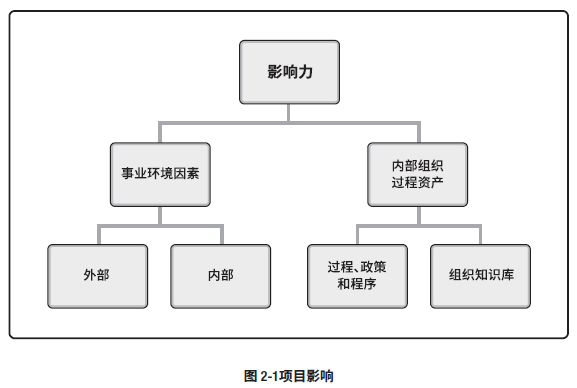 影响力
事业环境因素
内部组织
过程资产
外部
内部
过程、政策
和程序
组织知识库
图 2-1项目影响